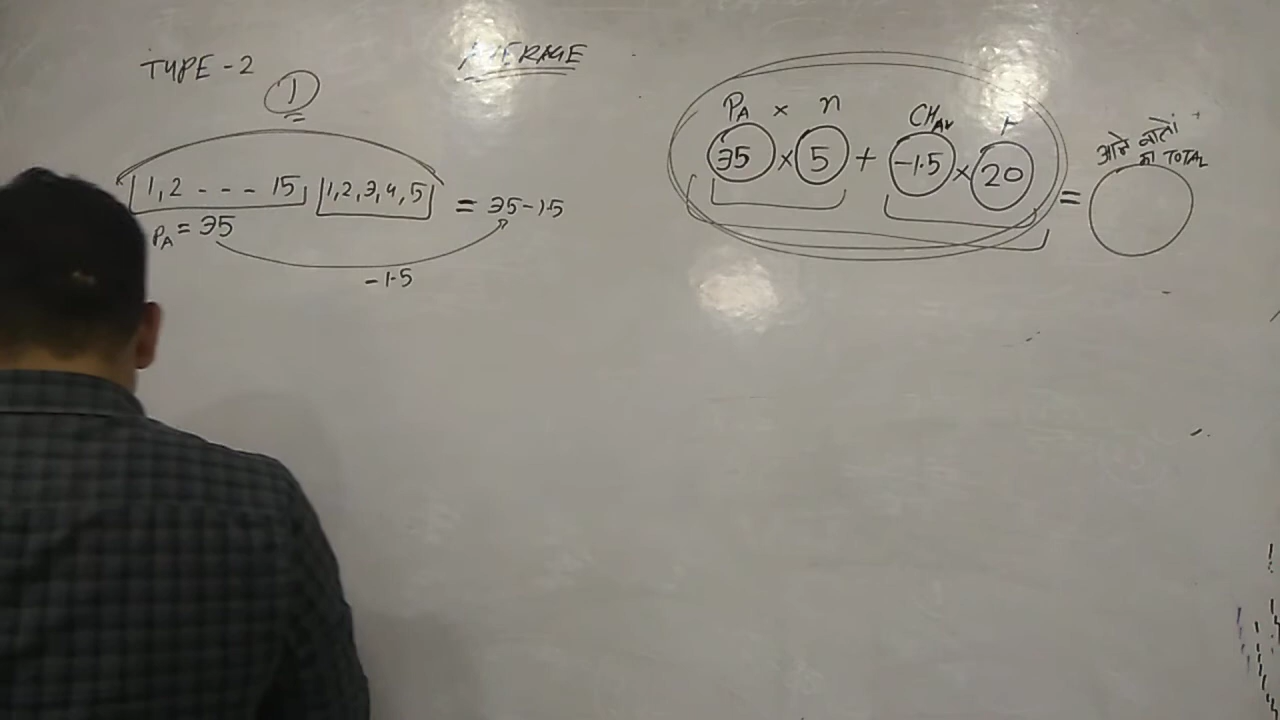 TYPE-2
AVERAGE
1
1,2 - - - 15 1,2,3,4,5 = 35-1.5
PA = 35
-1.5
PA × n CHAV
35 × 5 + -1.5 × 20 =
आने वालों का TOTAL